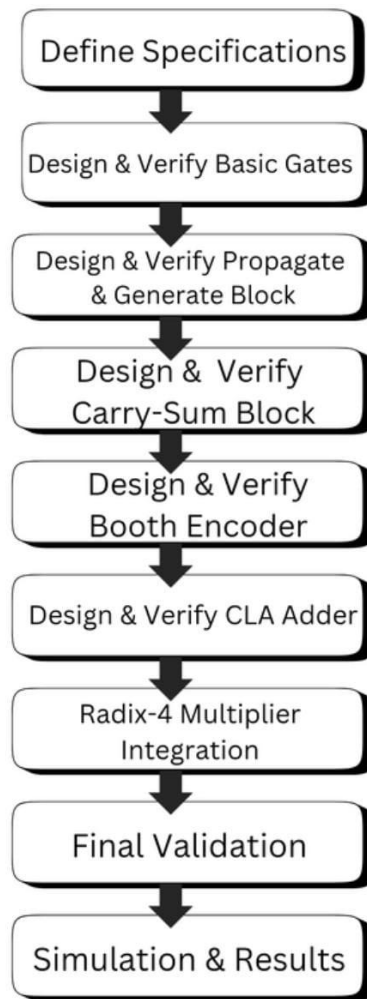 Define Specifications
Design & Verify Basic Gates
Design & Verify Propagate
& Generate Block
Design & Verify
Carry-Sum Block
Design & Verify
Booth Encoder
Design & Verify CLA Adder
Radix-4 Multiplier
Integration
Final Validation
Simulation & Results